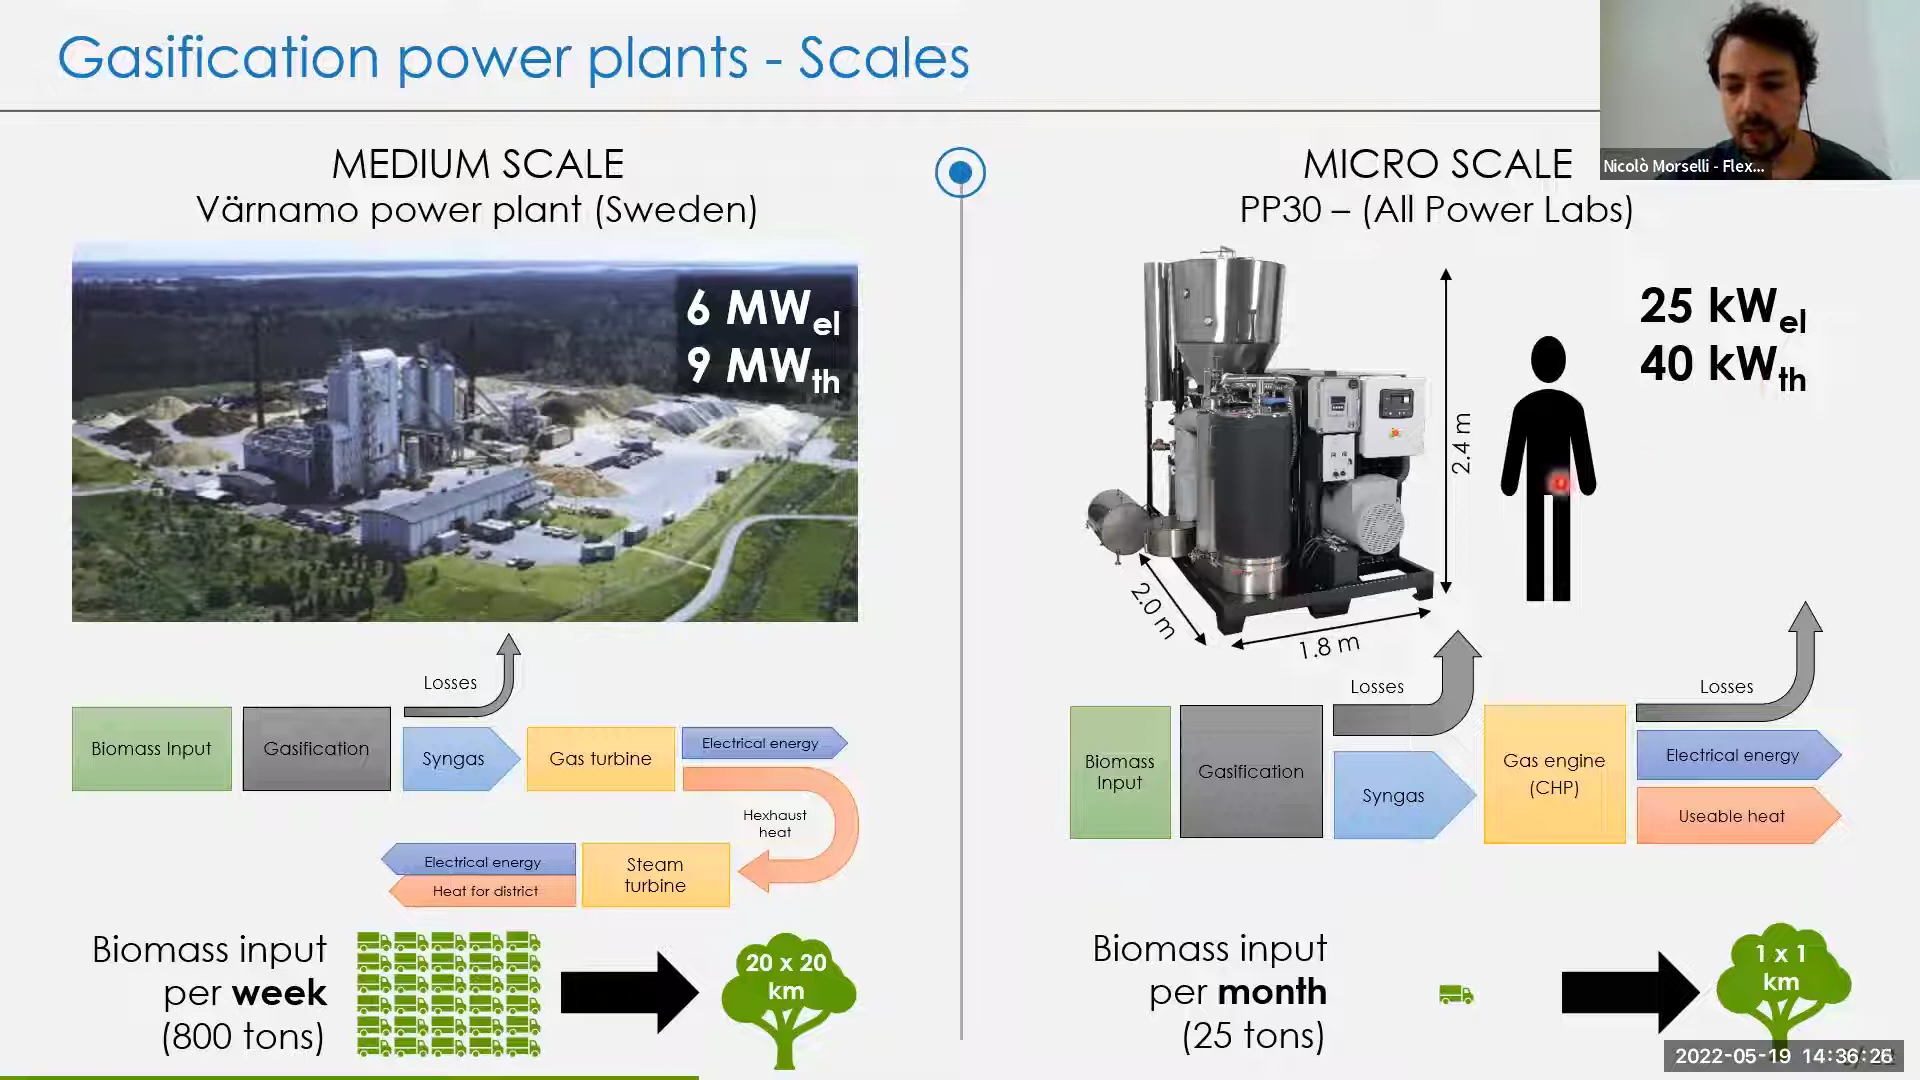 Gasification power plants - Scales
Nicolò Morselli - Flex...
MEDIUM SCALE
Värnamo power plant (Sweden)
6 MWel
9 MWth
Losses
Biomass Input
Gasification
Syngas
Gas turbine
Electrical energy
Hexhaust
heat
Electrical energy
Heat for district
Steam
turbine
Biomass input
per week
(800 tons)
20 x 20
km
MICRO SCALE
PP30 – (All Power Labs)
25 kWel
40 kWth
2.4 m
2.0 m
1.8 m
Losses
Losses
Biomass
Input
Gasification
Syngas
Gas engine
(CHP)
Electrical energy
Useable heat
Biomass input
per month
(25 tons)
1 x 1
km
2022-05-19 14:36:26